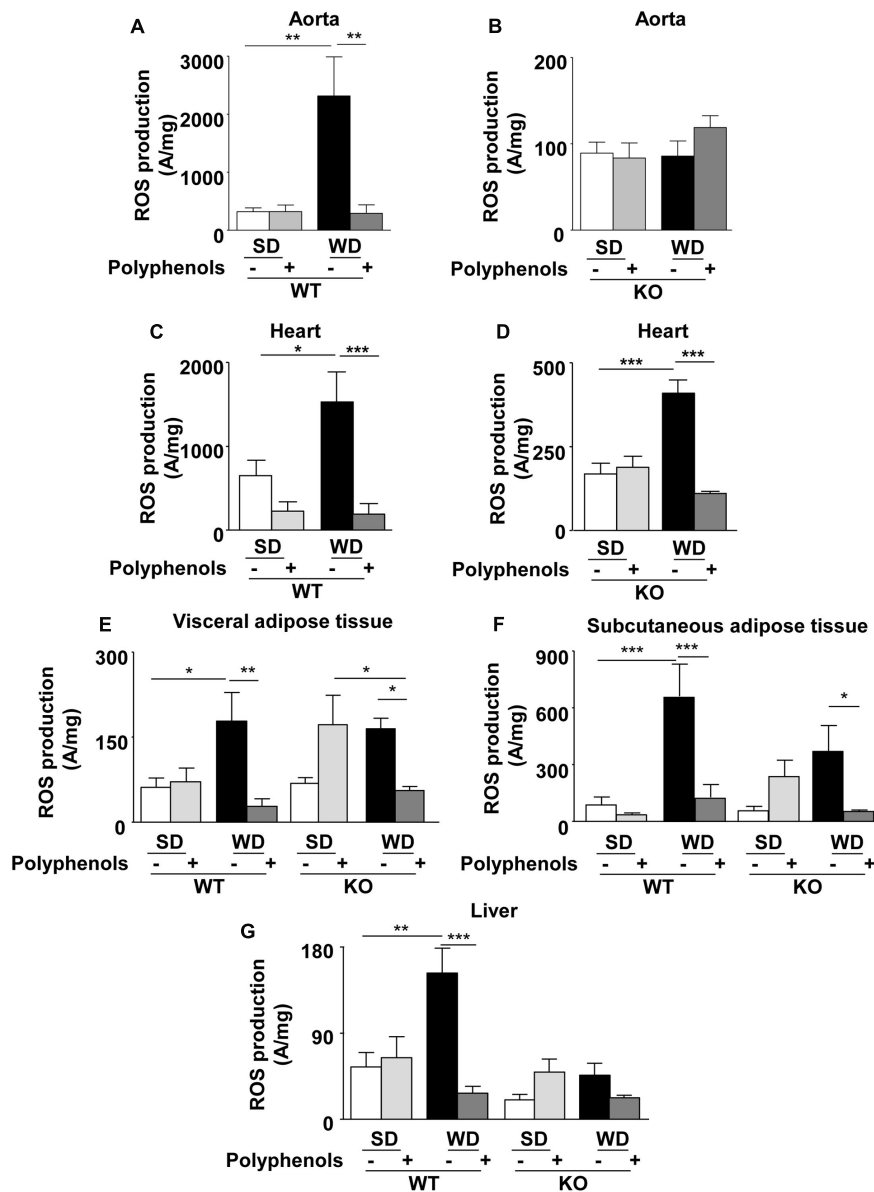 A
Aorta
** **
ROS production
(A/mg)
3000
2000
1000
0
SD WD
Polyphenols - + - +
WT
B
Aorta
ROS production
(A/mg)
200
100
0
SD WD
Polyphenols - + - +
KO
C
Heart
* ***
ROS production
(A/mg)
2000
1000
0
SD WD
Polyphenols - + - +
WT
D
Heart
*** ***
ROS production
(A/mg)
500
250
0
SD WD
Polyphenols - + - +
KO
E
Visceral adipose tissue
* ** * *
ROS production
(A/mg)
300
150
0
SD WD SD WD
Polyphenols - + - + - + - +
WT KO
F
Subcutaneous adipose tissue
*** *** *
ROS production
(A/mg)
900
600
300
0
SD WD SD WD
Polyphenols - + - + - + - +
WT KO
G
Liver
** ***
ROS production
(A/mg)
180
90
0
SD WD SD WD
Polyphenols - + - + - + - +
WT KO